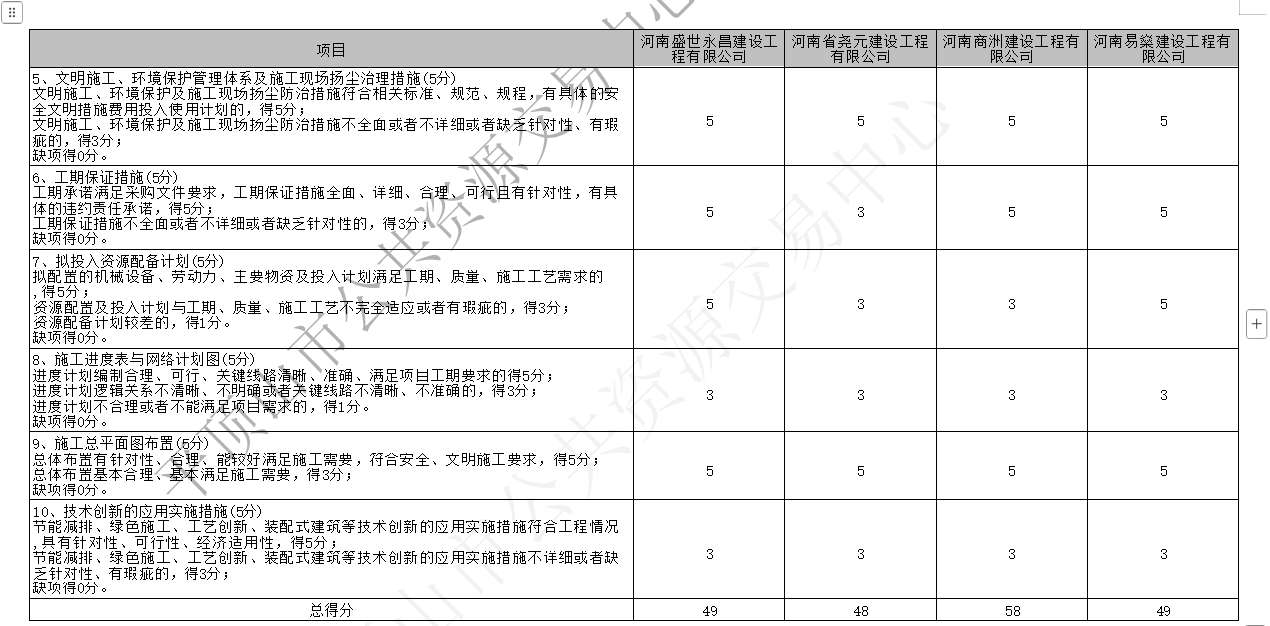 项目
河南盛世永昌建设工
程有限公司
河南省尧元建设工程
有限公司
河南商洲建设工程有
限公司
河南易燊建设工程有
限公司
5、文明施工、环境保护管理体系及施工现场扬尘治理措施(5分)
文明施工、环境保护及施工现场扬尘防治措施符合相关标准、规范、规程，有具体的安
全文明措施费用投入使用计划的，得5分；
文明施工、环境保护及施工现场扬尘防治措施不全面或者不详细或者缺乏针对性、有瑕
疵的，得3分；
缺项得0分。
5
5
5
5
6、工期保证措施(5分)
工期承诺满足采购文件要求，工期保证措施全面、详细、合理、可行且有针对性，有具
体的违约责任承诺，得5分；
工期保证措施不全面或者不详细或者缺乏针对性的，得3分；
缺项得0分。
5
3
5
5
7、拟投入资源配备计划(5分)
拟配置的机械设备、劳动力、主要物资及投入计划满足工期、质量、施工工艺需求的
,得5分；
资源配置及投入计划与工期、质量、施工工艺不完全适应或者有瑕疵的，得3分；
资源配备计划较差的，得1分。
缺项得0分。
5
3
3
5
8、施工进度表与网络计划图(5分)
进度计划编制合理、可行、关键线路清晰、准确、满足项目工期要求的得5分；
进度计划逻辑关系不清晰、不明确或者关键线路不清晰、不准确的，得3分；
进度计划不合理或者不能满足项目需求的，得1分。
缺项得0分。
3
3
3
3
9、施工总平面图布置(5分)
总体布置有针对性、合理、能较好满足施工需要，符合安全、文明施工要求，得5分；
总体布置基本合理、基本满足施工需要，得3分；
缺项得0分。
5
5
5
5
10、技术创新的应用实施措施(5分)
节能减排、绿色施工、工艺创新、装配式建筑等技术创新的应用实施措施符合工程情况
,具有针对性、可行性、经济适用性，得5分；
节能减排、绿色施工、工艺创新、装配式建筑等技术创新的应用实施措施不详细或者缺
乏针对性、有瑕疵的，得3分；
缺项得0分。
3
3
3
3
总得分
49
48
58
49
平顶山市公共资源交易中心
山市公共资源交易中心